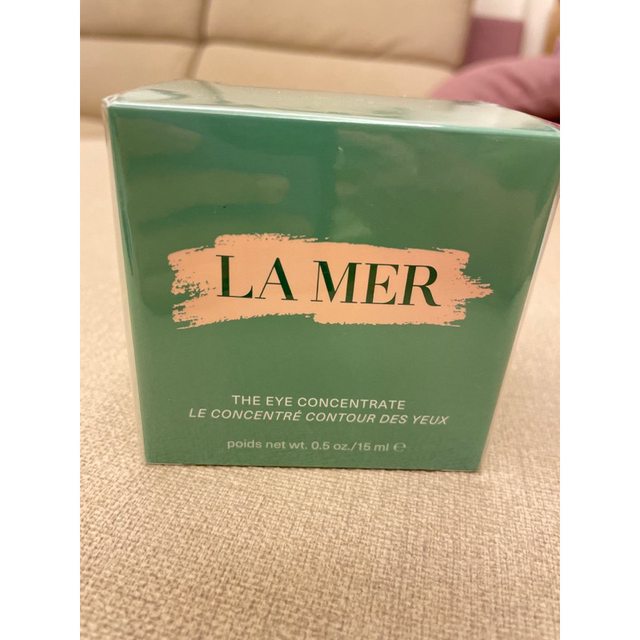 LA MER
THE EYE CONCENTRATE
LE CONCENTRÉ CONTOUR DES YEUX
poids net wt. 0.5 oz./15 ml ℮